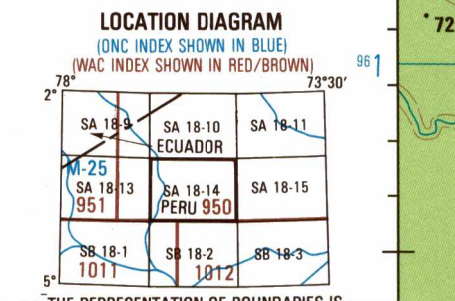 LOCATION DIAGRAM
(ONC INDEX SHOWN IN BLUE)
(WAC INDEX SHOWN IN RED/BROWN)
78° 73°30'
2°
SA 18-9 SA 18-10 SA 18-11
ECUADOR
M-25
SA 18-13 SA 18-14 SA 18-15
951 PERU 950
SB 18-1 SB 18-2 SB 18-3
1011 1012
5°
THE REPRESENTATION OF BOUNDARIES IS
961
72